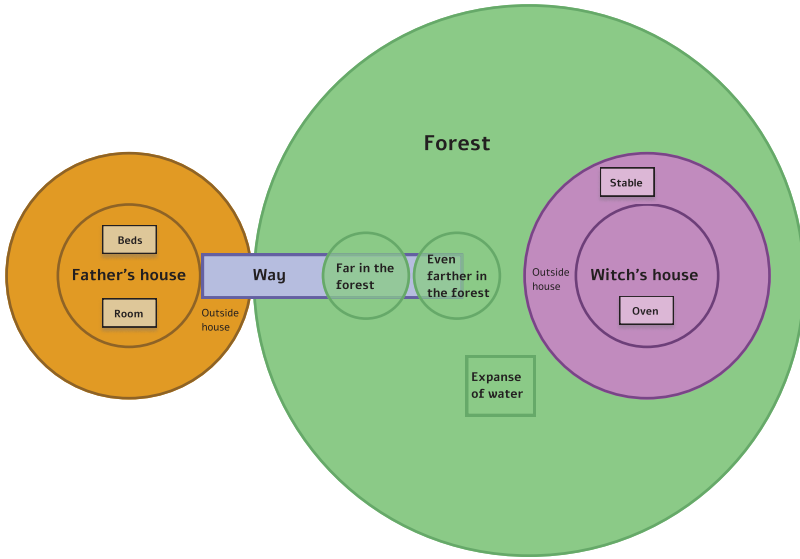 Forest
Stable
Beds
Father's house
Room
Outside
house
Way
Far in the
forest
Even
farther in
the forest
Outside
house
Witch's house
Oven
Expanse
of water